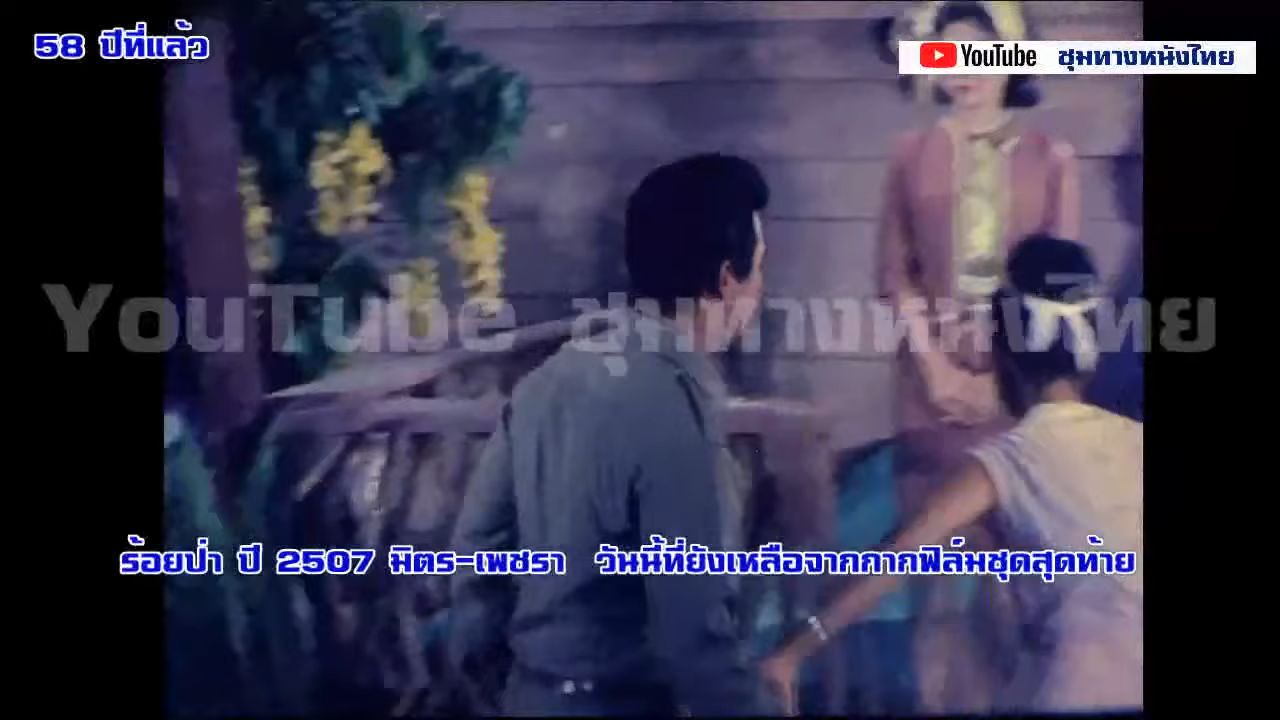 58 ปีที่แล้ว
YouTube ชุมทางหนังไทย
YouTube ชุมทางหนังไทย
ร้อยป่า ปี 2507 มิตร-เพชรา วันนี้ที่ยังเหลือจากกากฟิล์มชุดสุดท้าย